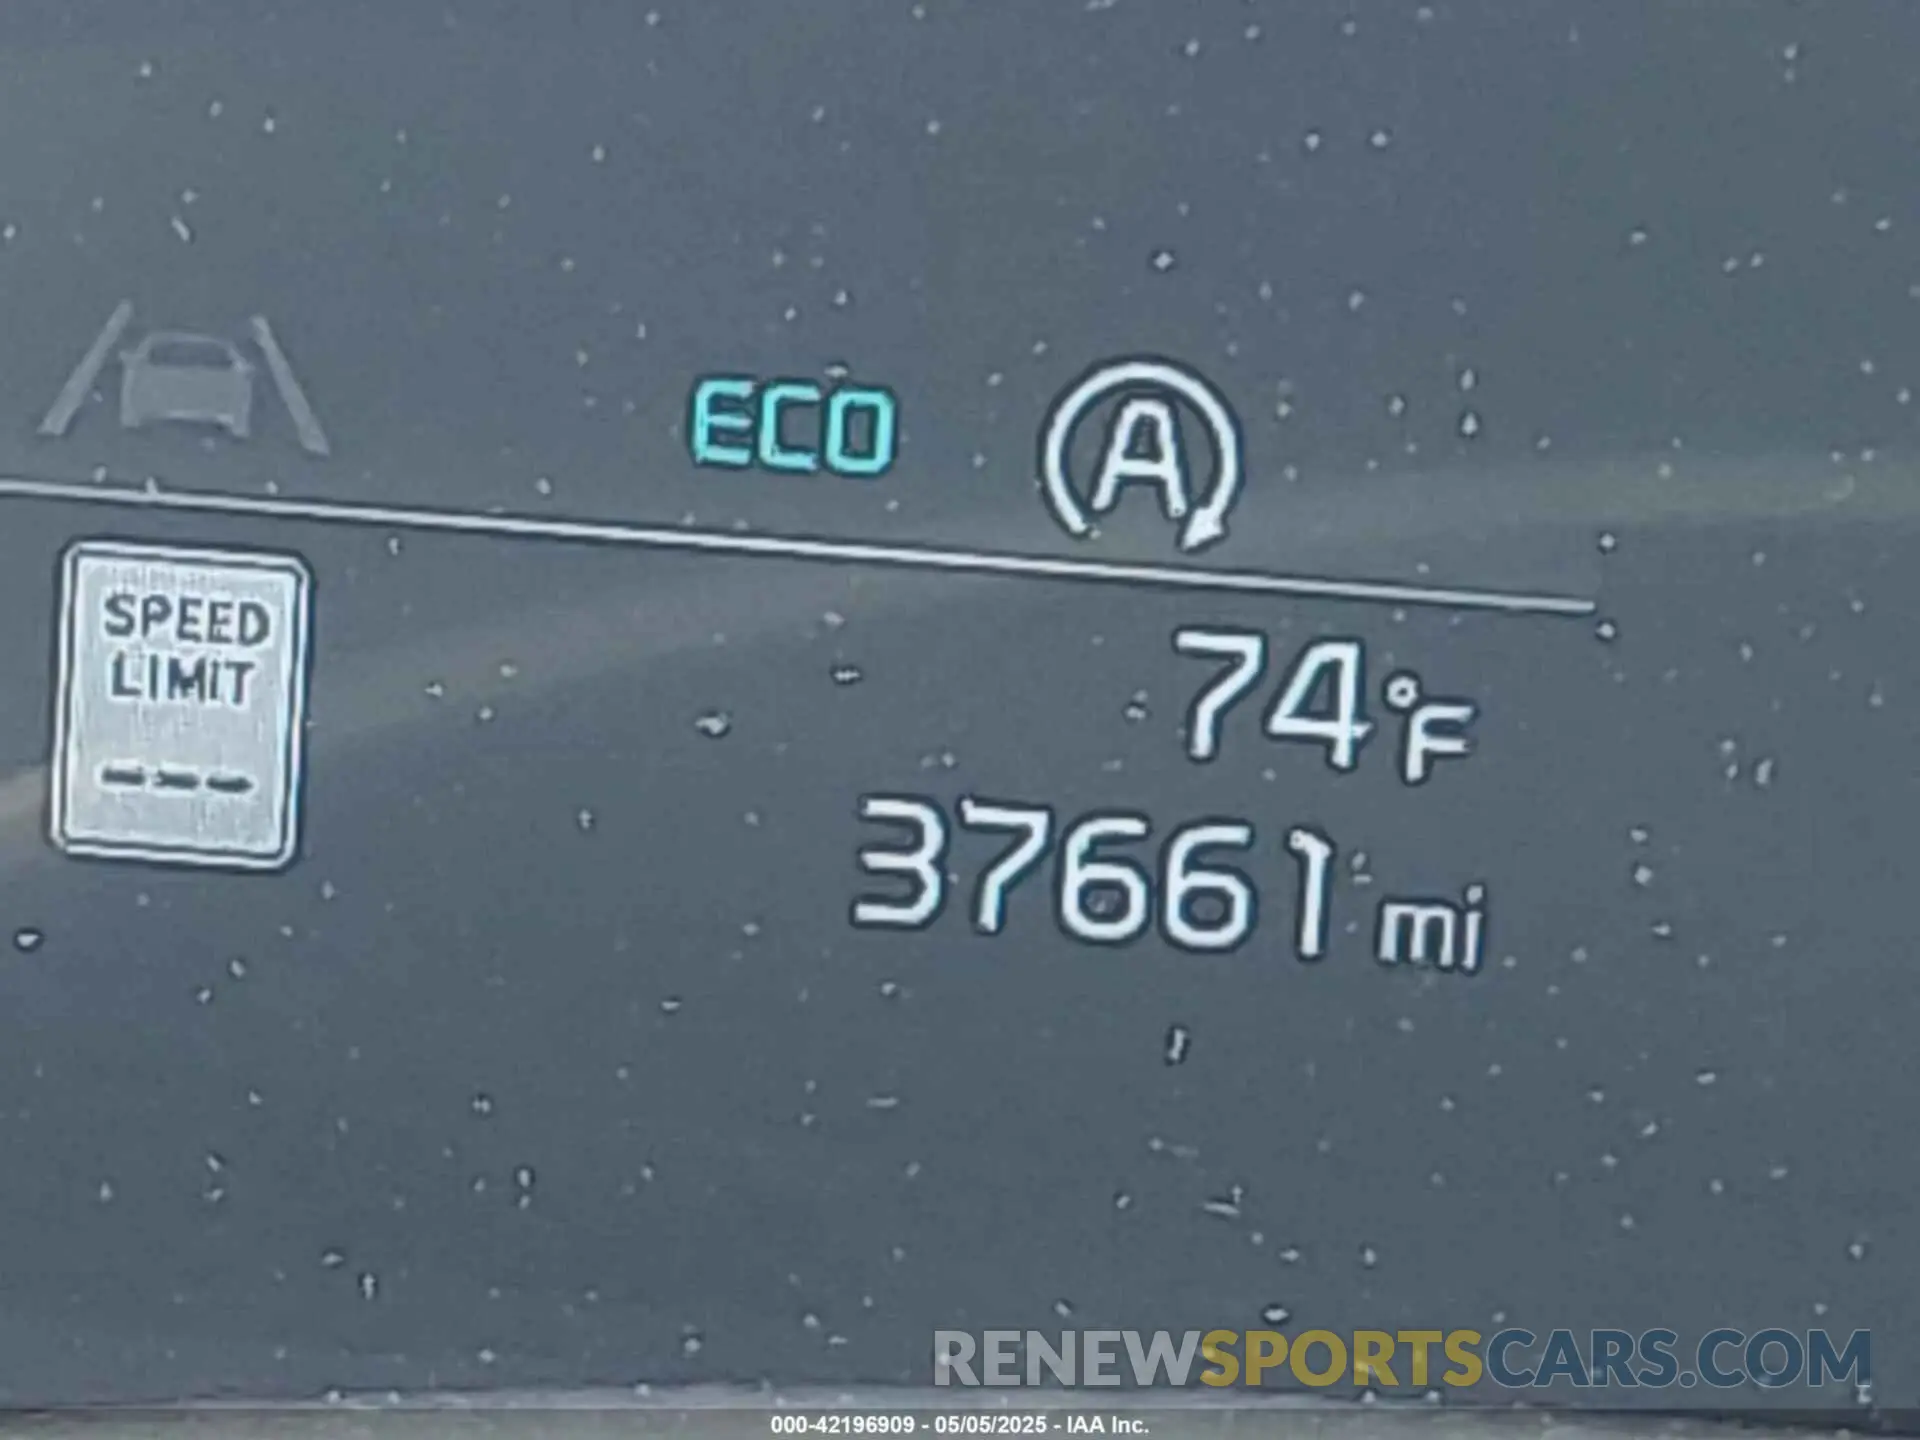 ECO A
SPEED
LIMIT
---
74°F
37661 mi
RENEWSPORTSCARS.COM
000-42196909 - 05/05/2025 - IAA Inc.